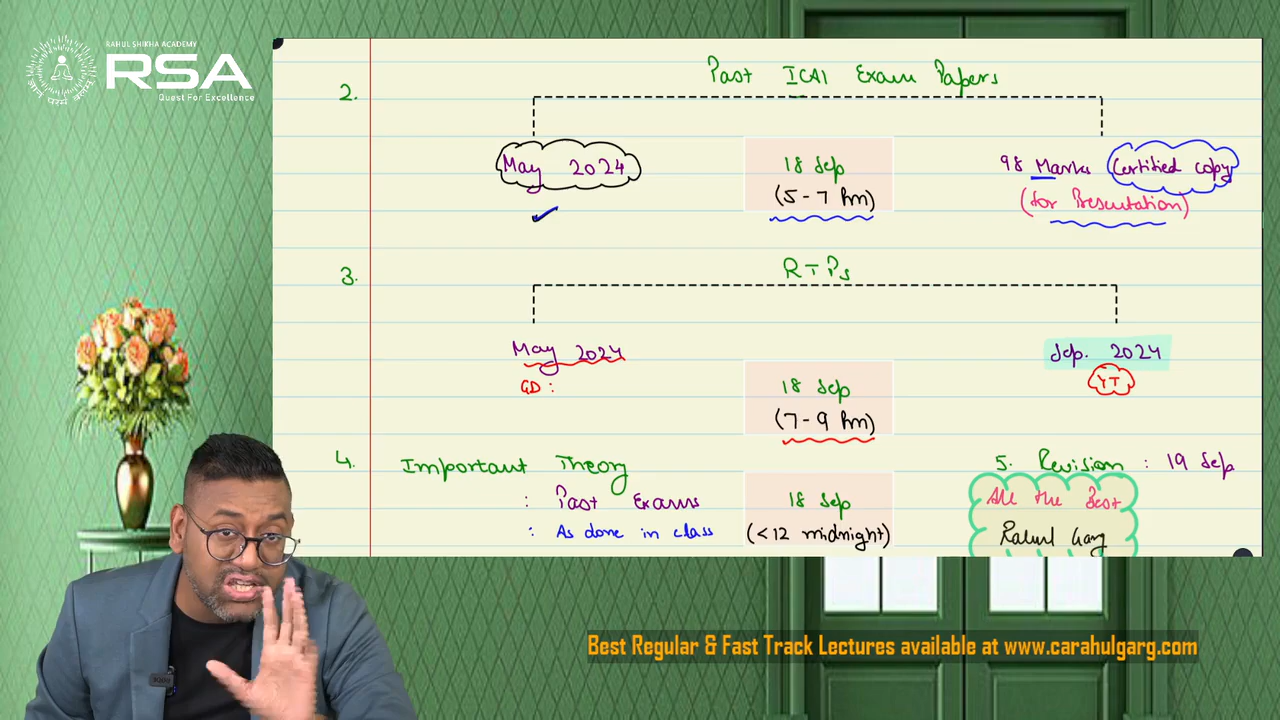 RAHUL SHIKHA ACADEMY
RSA
Quest For Excellence
2.
Past ICAI Exam Papers
May 2024
18 Sep
(5-7 Pm)
98 Marks Certified copy
(for Presentation)
3.
RTPs
May 2024
GD:
18 Sep
(7-9 Pm)
Sep. 2024
YT
4. Important Theory
: Past Exams
: As done in class
18 Sep
(<12 midnight)
5. Revision : 19 Sep
All the Best
Rahul Garg
Best Regular & Fast Track Lectures available at www.carahulgarg.com